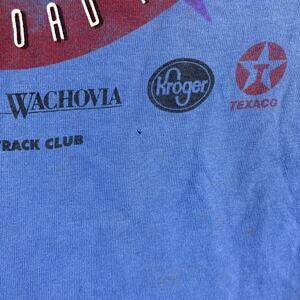 OAD
WACHOVIA
Kroger
TEXACO
TRACK CLUB